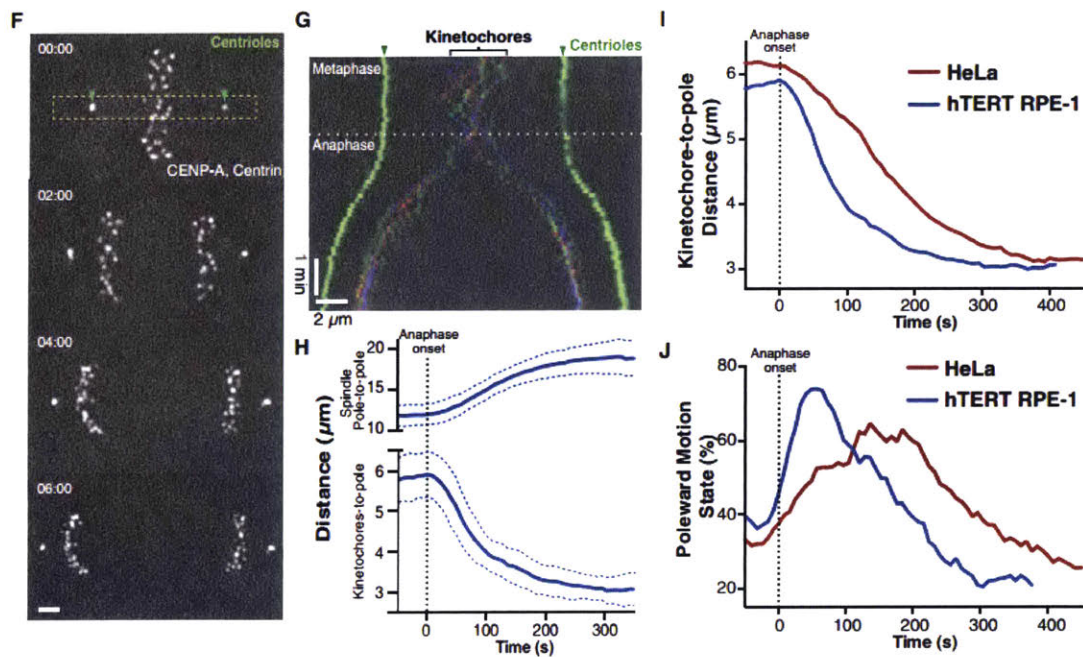 F
00:00
Centrioles
CENP-A, Centrin
02:00
04:00
06:00
G
Kinetochores
Centrioles
Metaphase
Anaphase
1 min
2 µm
H
Anaphase
onset
Distance (µm)
Spindle
Pole-to-pole
20
15
10
Kinetochores-to-pole
6
5
4
3
0 100 200 300
Time (s)
I
Anaphase
onset
HeLa
hTERT RPE-1
Kinetochore-to-pole
Distance (µm)
6
5
4
3
0 100 200 300 400
Time (s)
J
Anaphase
onset
HeLa
hTERT RPE-1
Poleward Motion
State (%)
80
60
40
20
0 100 200 300 400
Time (s)